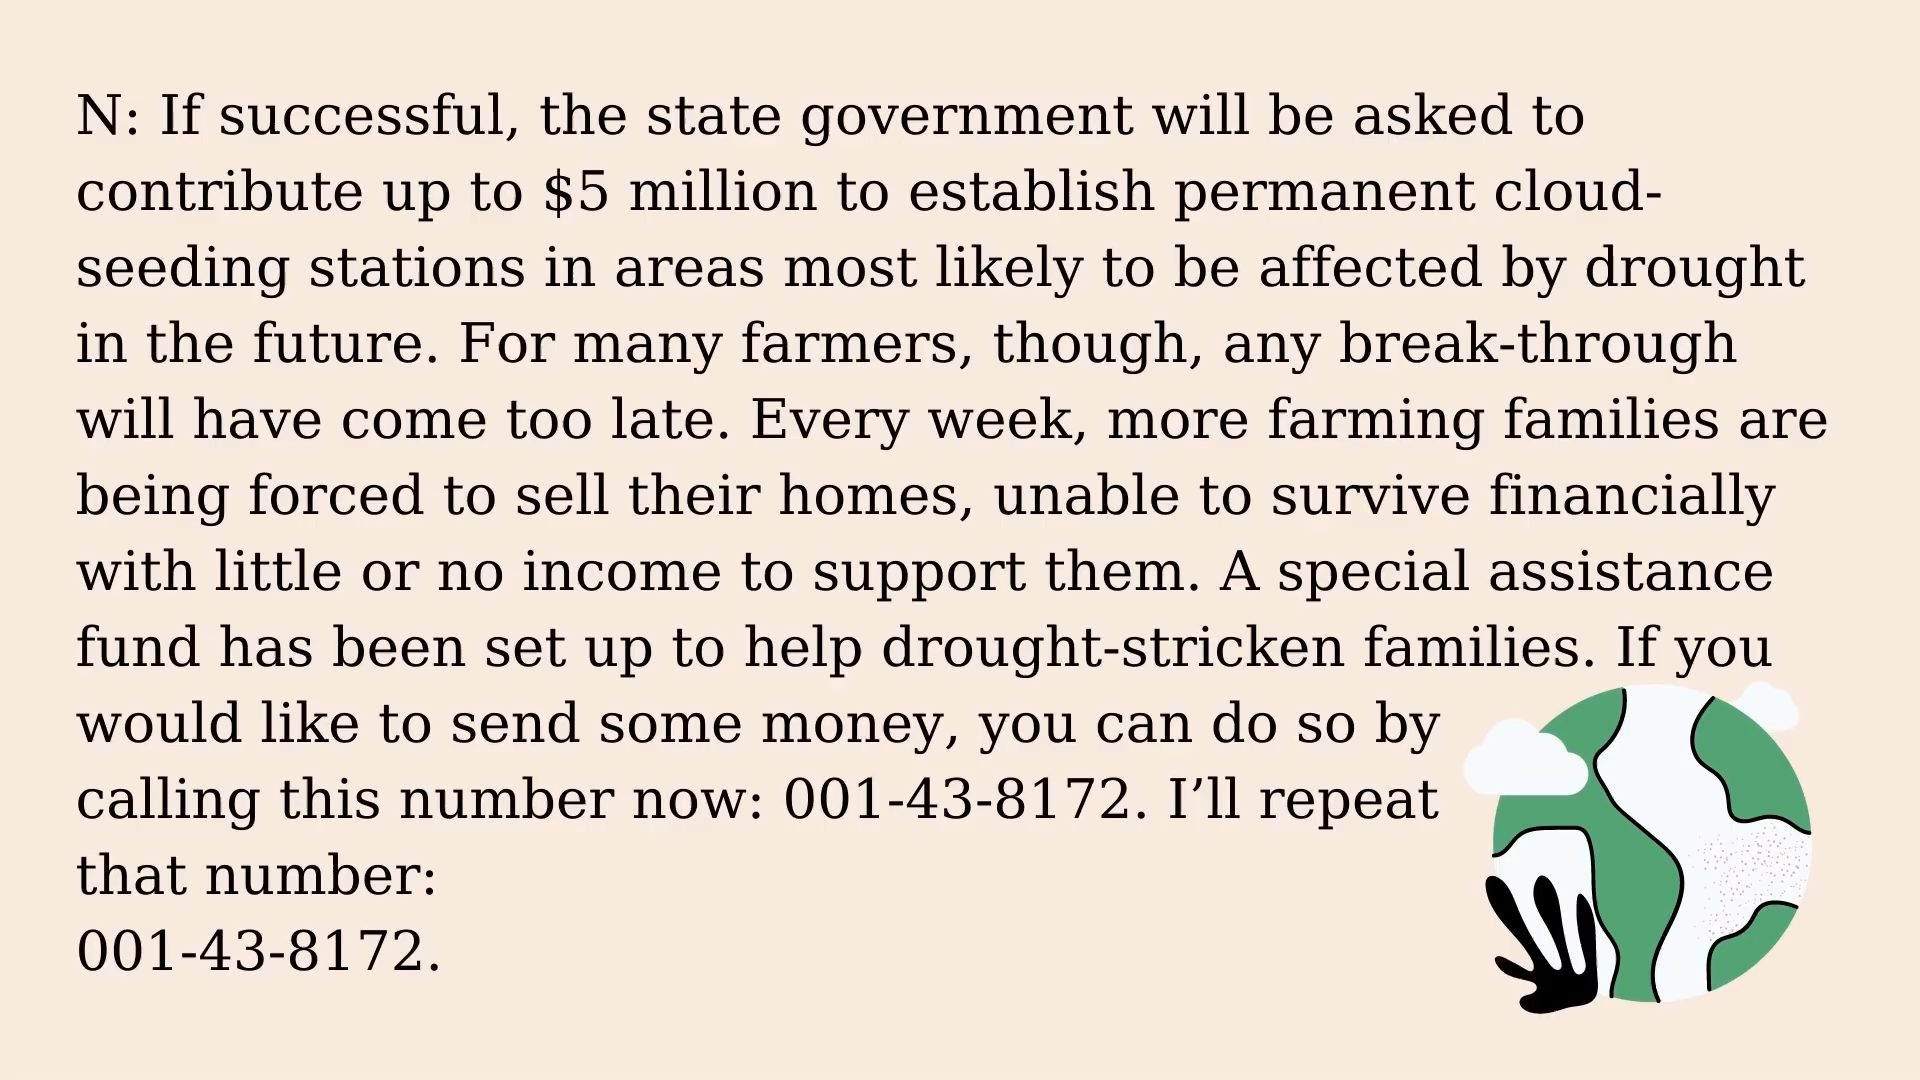 N: If successful, the state government will be asked to
contribute up to $5 million to establish permanent cloud-
seeding stations in areas most likely to be affected by drought
in the future. For many farmers, though, any break-through
will have come too late. Every week, more farming families are
being forced to sell their homes, unable to survive financially
with little or no income to support them. A special assistance
fund has been set up to help drought-stricken families. If you
would like to send some money, you can do so by
calling this number now: 001-43-8172. I’ll repeat
that number:
001-43-8172.